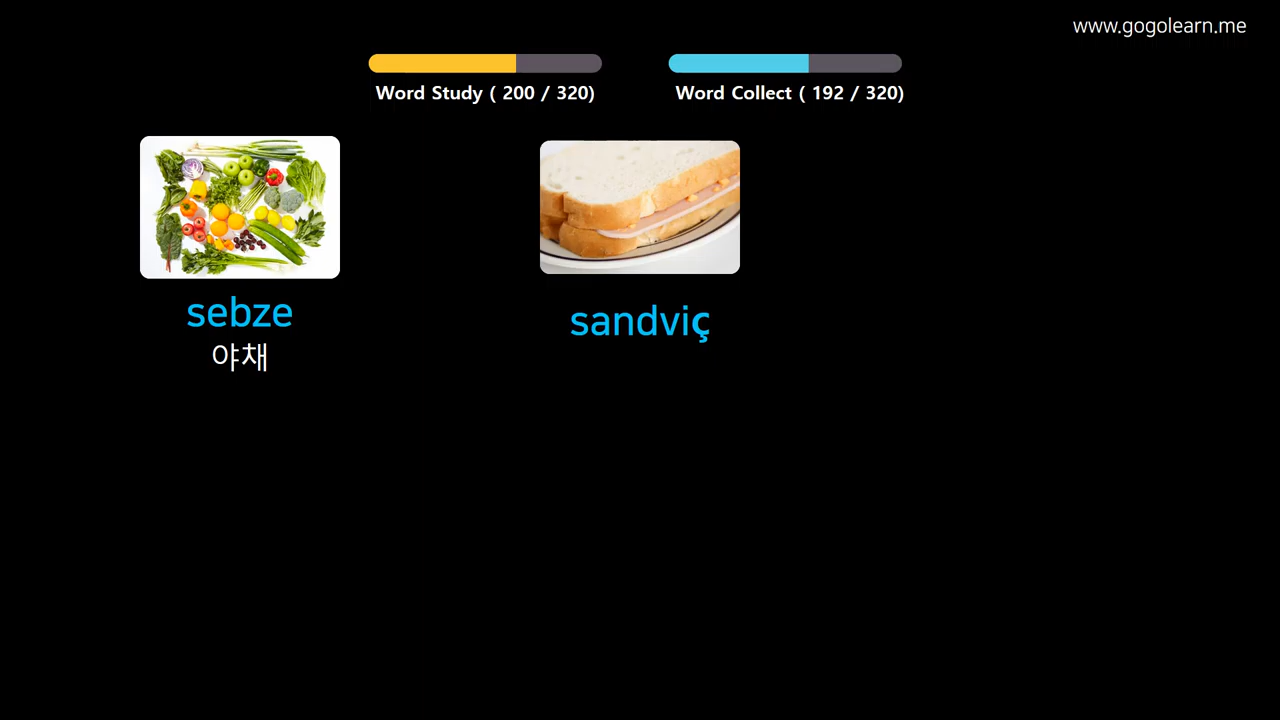 www.gogolearn.me
Word Study ( 200 / 320)
Word Collect ( 192 / 320)
sebze
야채
sandviç